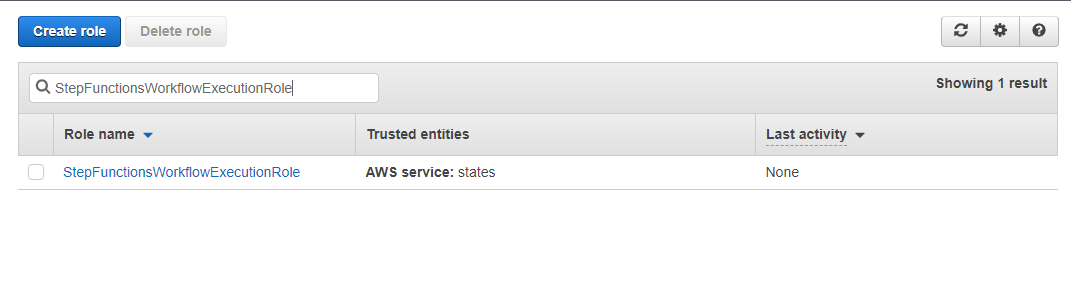 Create role Delete role
StepFunctionsWorkflowExecutionRole Showing 1 result
Role name Trusted entities Last activity
StepFunctionsWorkflowExecutionRole AWS service: states None